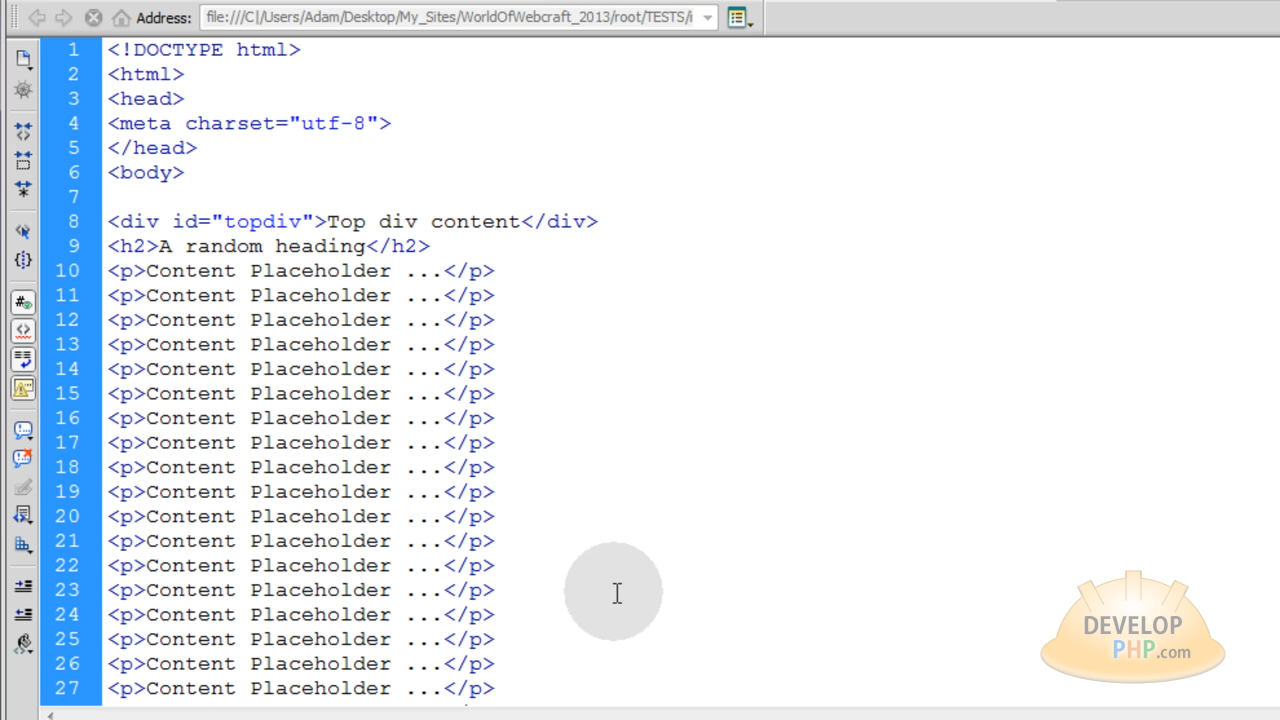 Address: file:///C|/Users/Adam/Desktop/My_Sites/WorldOfWebcraft_2013/root/TESTS/
1 <!DOCTYPE html>
2 <html>
3 <head>
4 <meta charset="utf-8">
5 </head>
6 <body>
7
8 <div id="topdiv">Top div content</div>
9 <h2>A random heading</h2>
10 <p>Content Placeholder ...</p>
11 <p>Content Placeholder ...</p>
12 <p>Content Placeholder ...</p>
13 <p>Content Placeholder ...</p>
14 <p>Content Placeholder ...</p>
15 <p>Content Placeholder ...</p>
16 <p>Content Placeholder ...</p>
17 <p>Content Placeholder ...</p>
18 <p>Content Placeholder ...</p>
19 <p>Content Placeholder ...</p>
20 <p>Content Placeholder ...</p>
21 <p>Content Placeholder ...</p>
22 <p>Content Placeholder ...</p>
23 <p>Content Placeholder ...</p>
24 <p>Content Placeholder ...</p>
25 <p>Content Placeholder ...</p>
26 <p>Content Placeholder ...</p>
27 <p>Content Placeholder ...</p>
DEVELOP
PHP.com